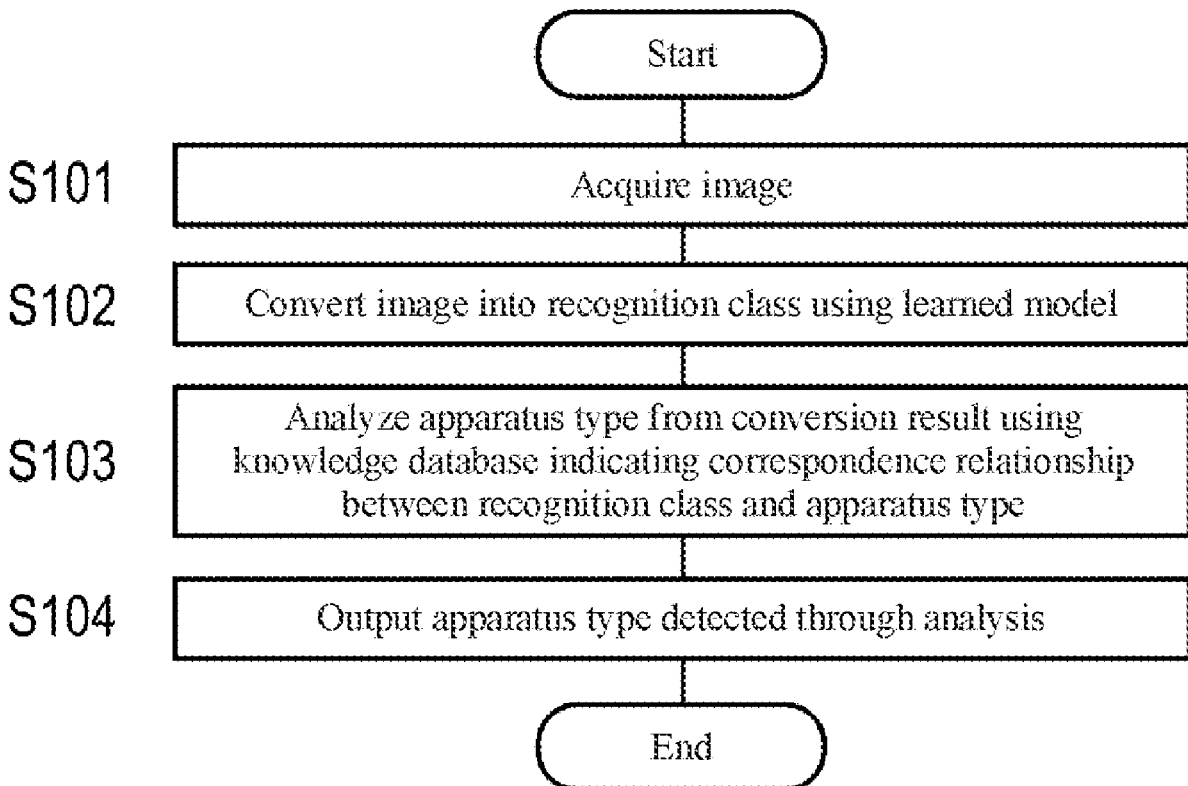 Start
S101
Acquire image
S102
Convert image into recognition class using learned model
S103
Analyze apparatus type from conversion result using
knowledge database indicating correspondence relationship
between recognition class and apparatus type
S104
Output apparatus type detected through analysis
End